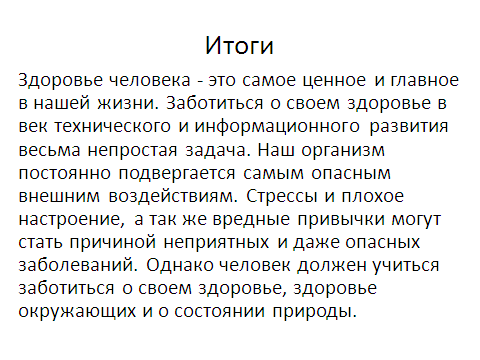 Итоги
Здоровье человека - это самое ценное и главное
в нашей жизни. Заботиться о своем здоровье в
век технического и информационного развития
весьма непростая задача. Наш организм
постоянно подвергается самым опасным
внешним воздействиям. Стрессы и плохое
настроение, а так же вредные привычки могут
стать причиной неприятных и даже опасных
заболеваний. Однако человек должен учиться
заботиться о своем здоровье, здоровье
окружающих и о состоянии природы.